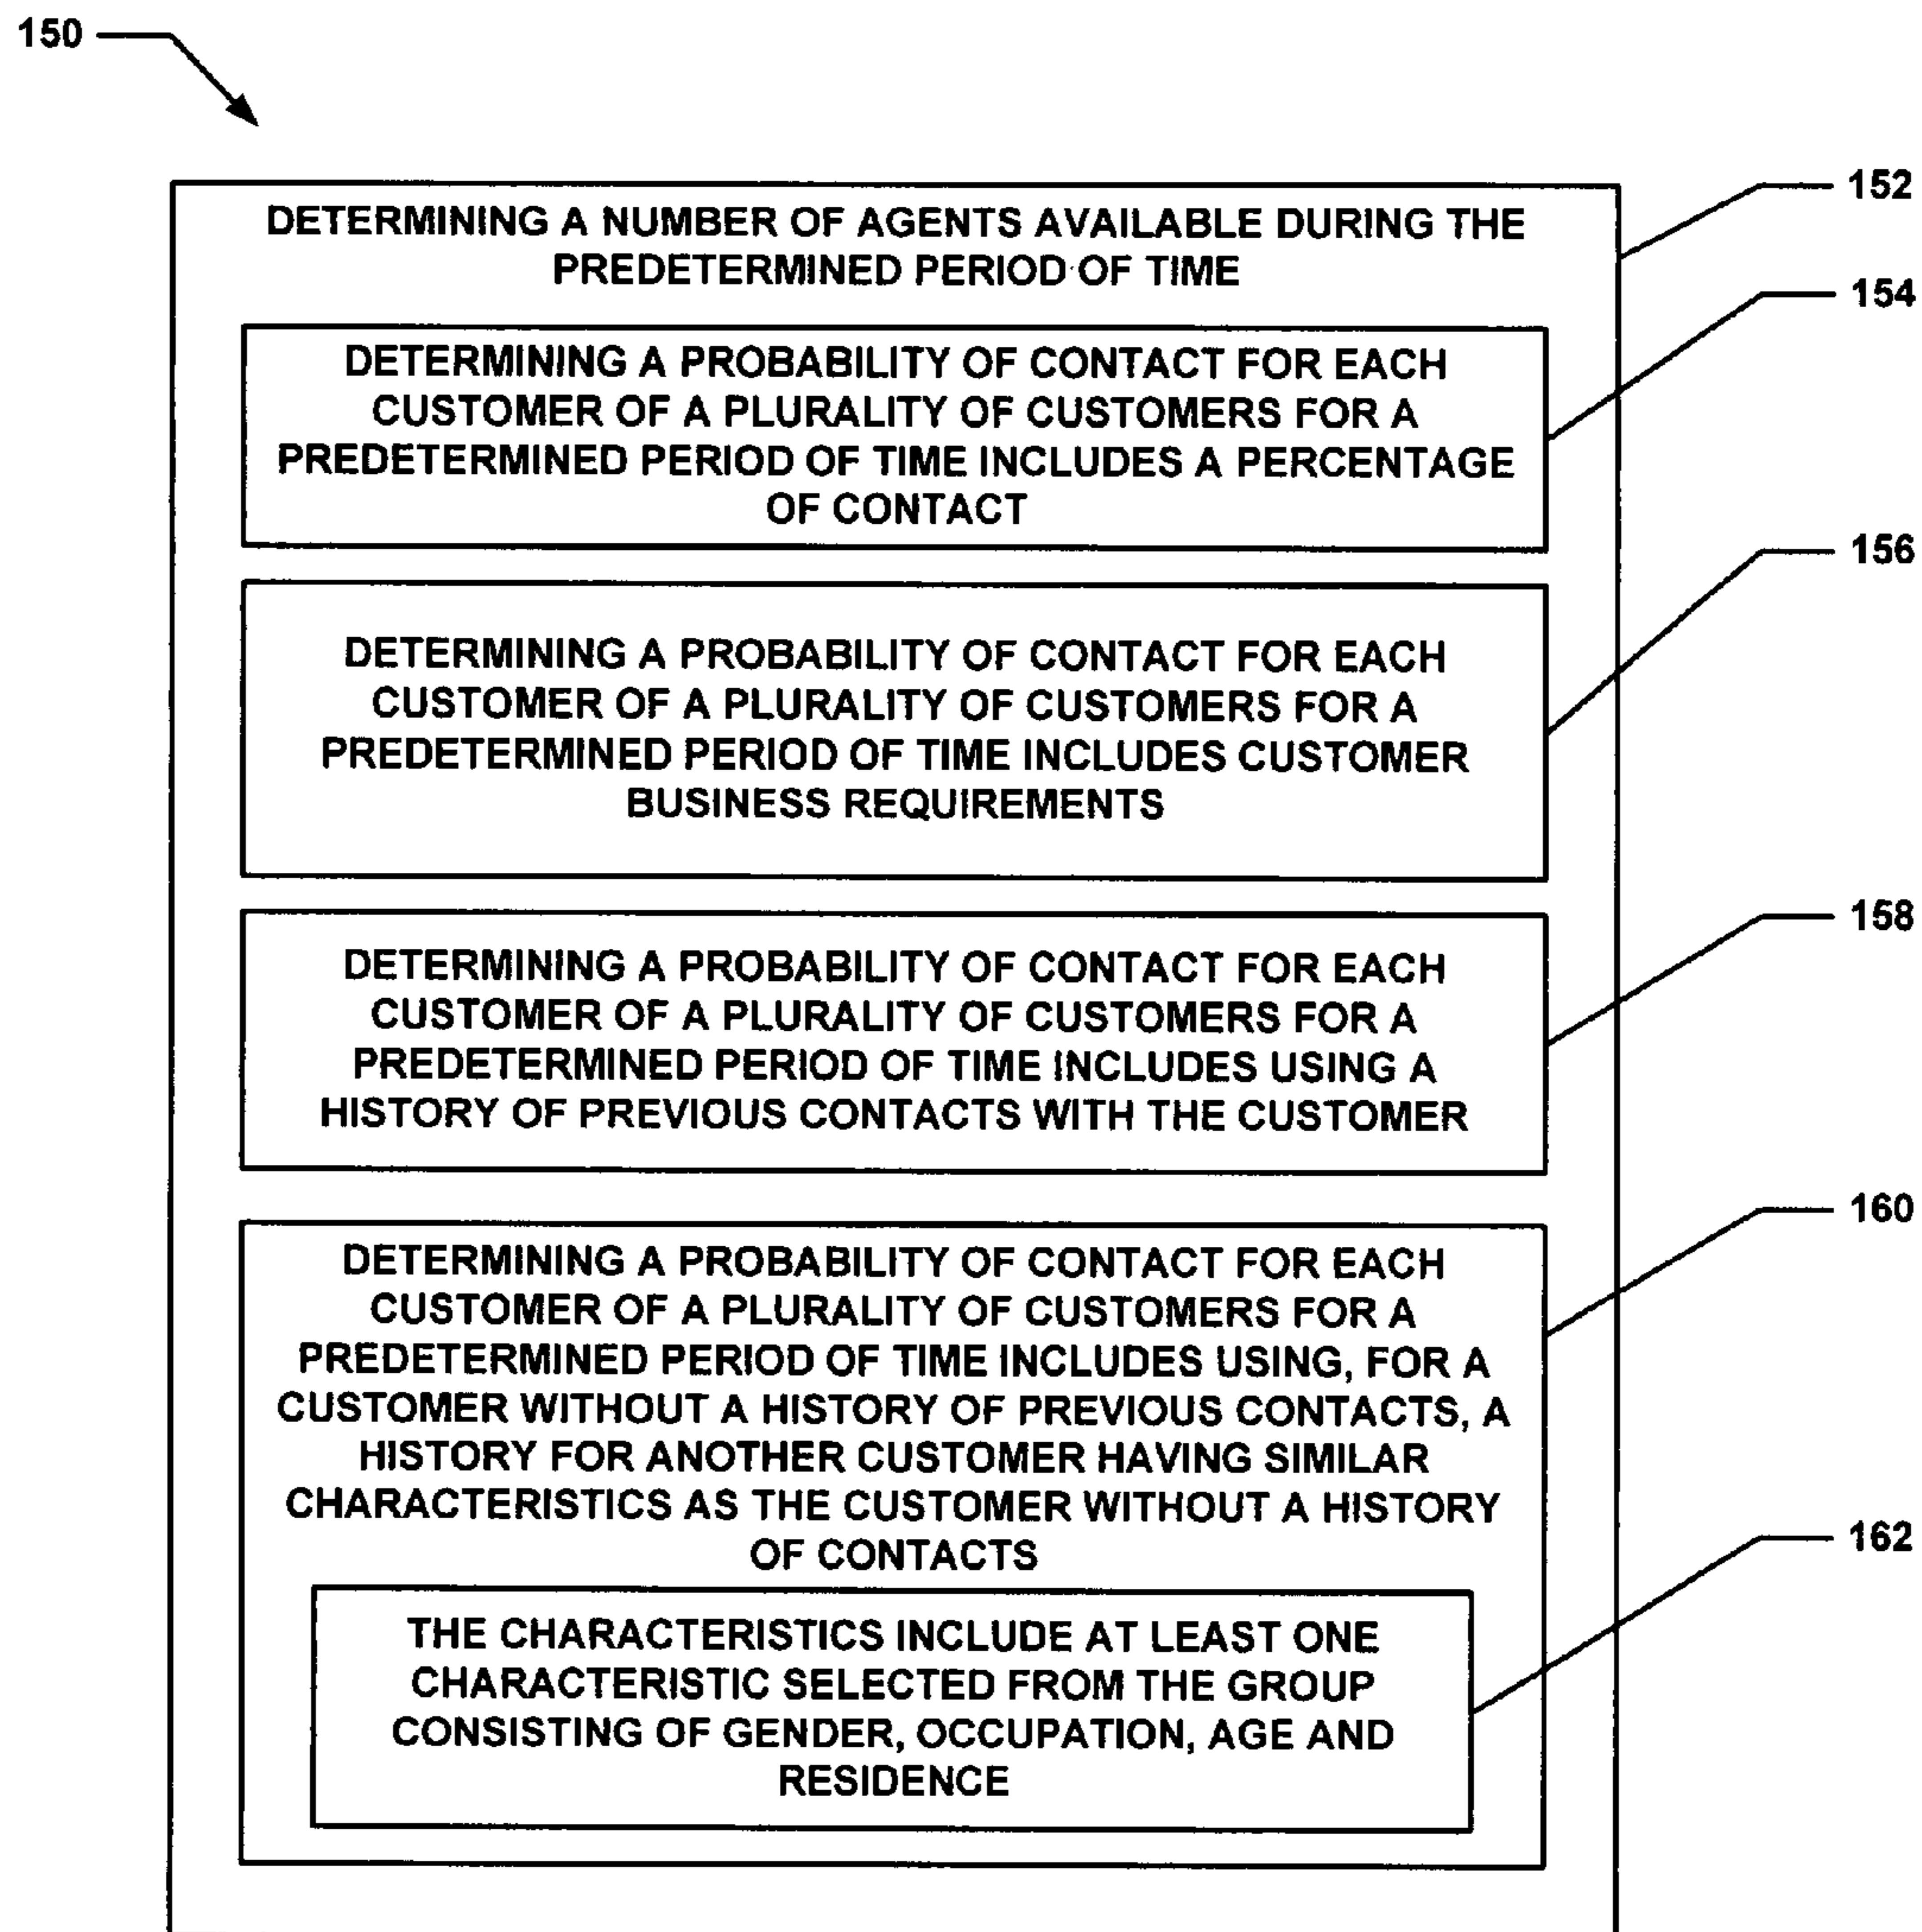 150
152
DETERMINING A NUMBER OF AGENTS AVAILABLE DURING THE
PREDETERMINED PERIOD OF TIME
154
DETERMINING A PROBABILITY OF CONTACT FOR EACH
CUSTOMER OF A PLURALITY OF CUSTOMERS FOR A
PREDETERMINED PERIOD OF TIME INCLUDES A PERCENTAGE
OF CONTACT
156
DETERMINING A PROBABILITY OF CONTACT FOR EACH
CUSTOMER OF A PLURALITY OF CUSTOMERS FOR A
PREDETERMINED PERIOD OF TIME INCLUDES CUSTOMER
BUSINESS REQUIREMENTS
158
DETERMINING A PROBABILITY OF CONTACT FOR EACH
CUSTOMER OF A PLURALITY OF CUSTOMERS FOR A
PREDETERMINED PERIOD OF TIME INCLUDES USING A
HISTORY OF PREVIOUS CONTACTS WITH THE CUSTOMER
160
DETERMINING A PROBABILITY OF CONTACT FOR EACH
CUSTOMER OF A PLURALITY OF CUSTOMERS FOR A
PREDETERMINED PERIOD OF TIME INCLUDES USING, FOR A
CUSTOMER WITHOUT A HISTORY OF PREVIOUS CONTACTS, A
HISTORY FOR ANOTHER CUSTOMER HAVING SIMILAR
CHARACTERISTICS AS THE CUSTOMER WITHOUT A HISTORY
OF CONTACTS
162
THE CHARACTERISTICS INCLUDE AT LEAST ONE
CHARACTERISTIC SELECTED FROM THE GROUP
CONSISTING OF GENDER, OCCUPATION, AGE AND
RESIDENCE